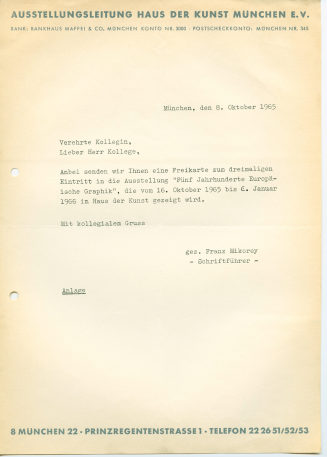 AUSSTELLUNGSLEITUNG HAUS DER KUNST MÜNCHEN E.V.
BANK: BANKHAUS MAFFEI & CO. MÜNCHEN KONTO NR. 3000 · POSTSCHECKKONTO: MÜNCHEN NR. 345
München, den 8. Oktober 1965
Verehrte Kollegin,
Lieber Herr Kollege,
Anbei senden wir Ihnen eine Freikarte zum dreimaligen
Eintritt in die Ausstellung "Fünf Jahrhunderte Europä-
ische Graphik", die vom 16. Oktober 1965 bis 6. Januar
1966 in Haus der Kunst gezeigt wird.
Mit kollegialem Gruss
gez. Franz Mikorey
- Schriftführer -
Anlage
8 MÜNCHEN 22 · PRINZREGENTENSTRASSE 1 · TELEFON 22 26 51/52/53